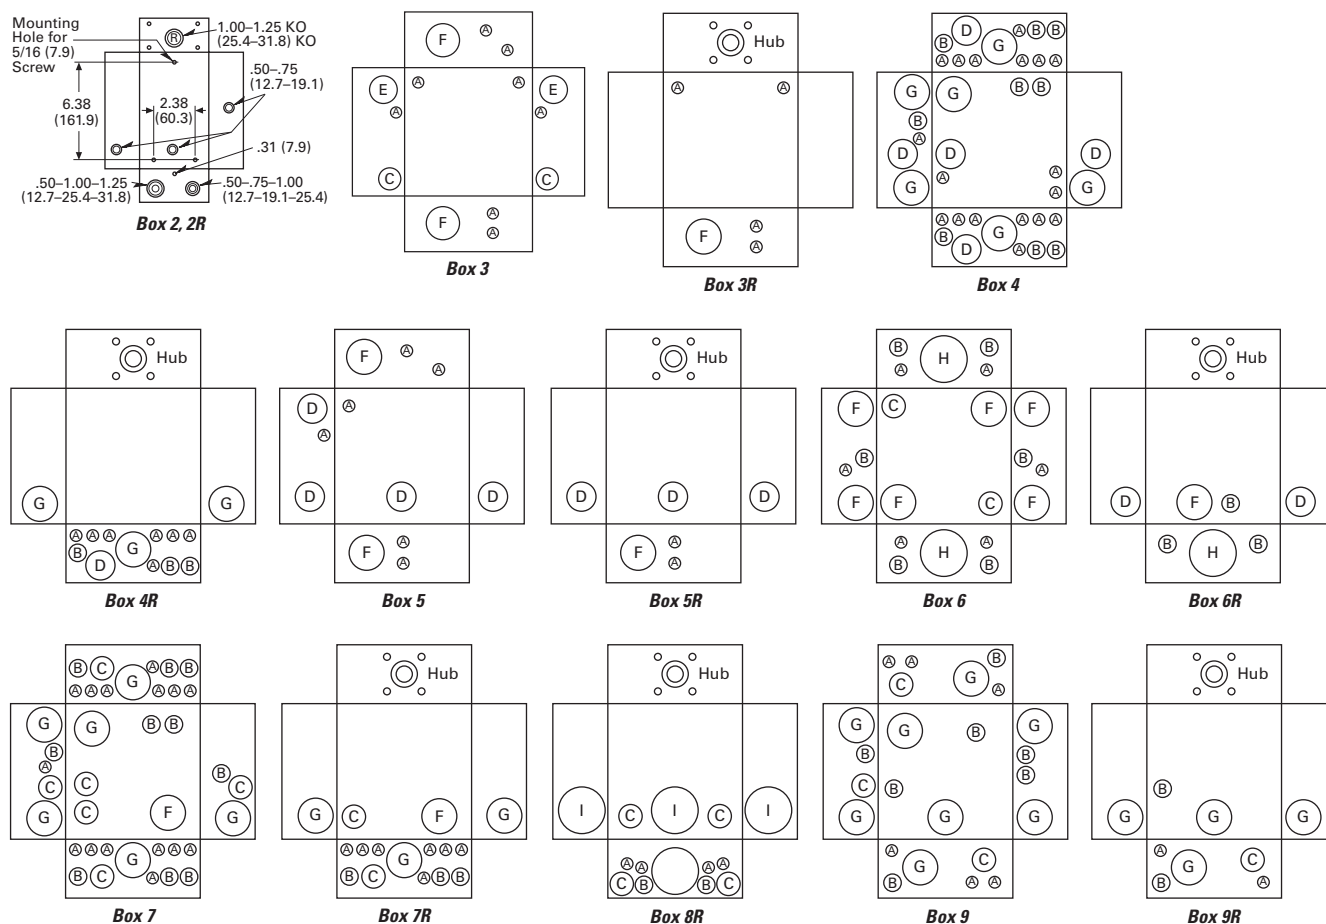 Mounting
Hole for
5/16 (7.9)
Screw
R
1.00–1.25 KO
(25.4–31.8) KO
.50–.75
(12.7–19.1)
6.38
(161.9)
2.38
(60.3)
.31 (7.9)
.50–1.00–1.25
(12.7–25.4–31.8)
.50–.75–1.00
(12.7–19.1–25.4)
Box 2, 2R
F A A
E A A E
A A
C C
F A A
Box 3
Hub
A A
F A A
Box 3R
D A B B
B G
A A A A A A
G G A A B B
B
A
D D D
A A
G A G
A A A G A A A
B D A B B
Box 4
Hub
G G
A A A G A A A
B D A B B
Box 4R
F A A
D A
A
D D D
F A A
Box 5
Hub
D D D
F A A
Box 5R
B H B
A A
F C F F
B B
A A
F F C F
A H A
B B
Box 6
Hub
D F B D
B H B
Box 6R
B C G A B B
A A A A A A
G G B B
B
A B
C C C
G C F G
A A A G A A A
B C A B B
Box 7
Hub
G C F G
A A A G A A A
B C A B B
Box 7R
Hub
I C I C I
A A A A
C B B C
Box 8R
A A G B
C A
G G B G
B B
C B B
G G G
A G C
B A A
Box 9
Hub
B
G G G
A G C
B A
Box 9R